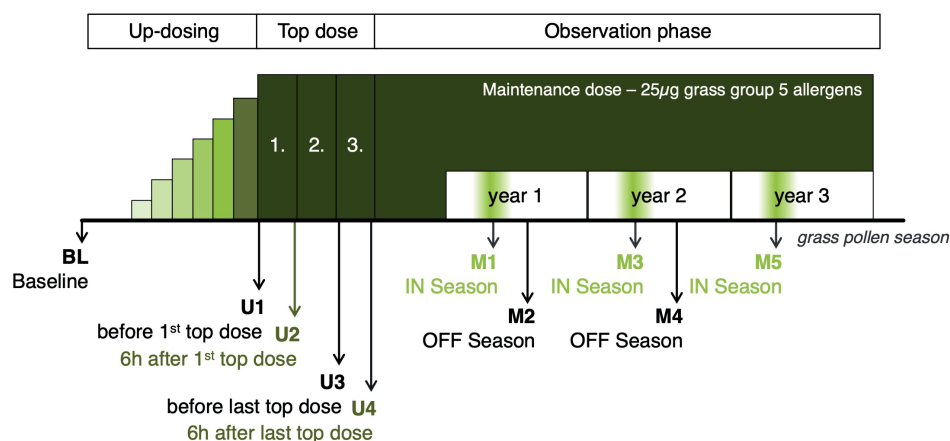 Up-dosing
Top dose
Observation phase
Maintenance dose – 25µg grass group 5 allergens
1.
2.
3.
year 1
year 2
year 3
grass pollen season
BL
Baseline
M1
IN Season
M3
IN Season
M5
IN Season
U1
before 1st top dose
U2
6h after 1st top dose
M2
OFF Season
M4
OFF Season
U3
before last top dose
U4
6h after last top dose